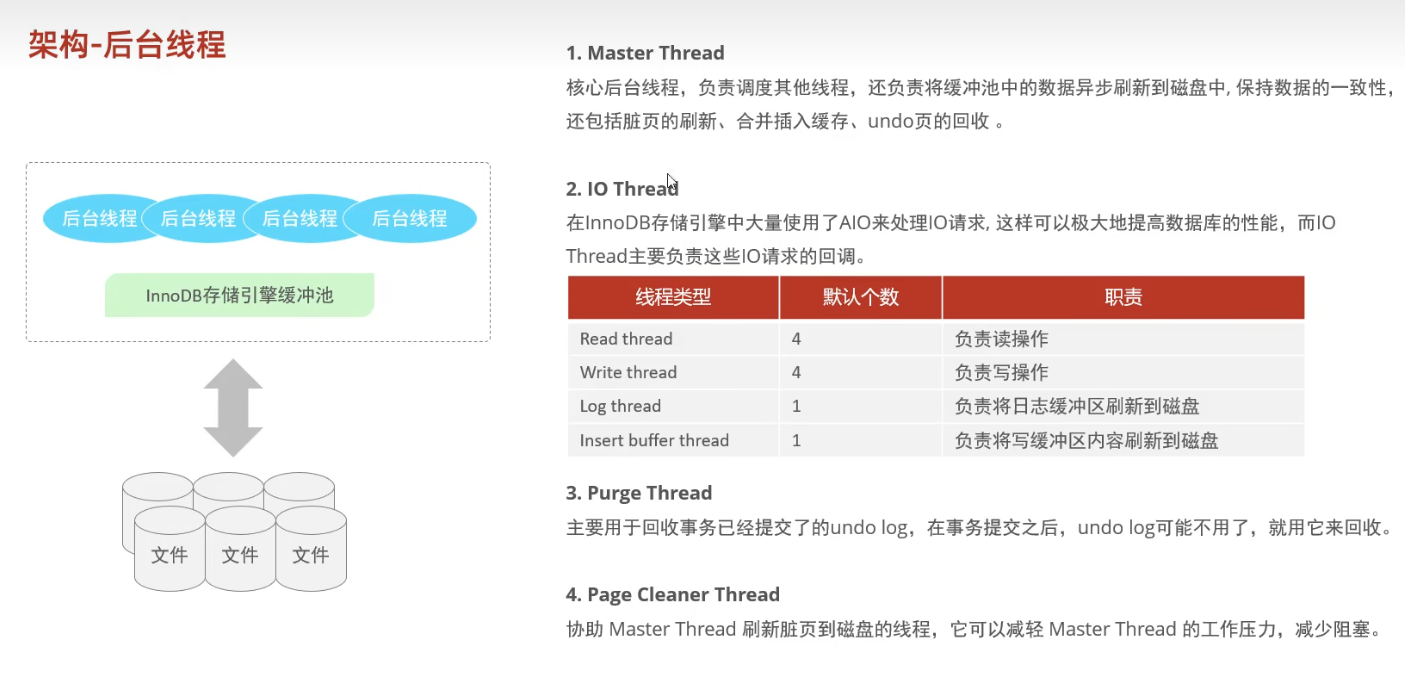 架构-后台线程
后台线程 后台线程 后台线程 后台线程
InnoDB存储引擎缓冲池
文件 文件 文件
1. Master Thread
核心后台线程，负责调度其他线程，还负责将缓冲池中的数据异步刷新到磁盘中, 保持数据的一致性，
还包括脏页的刷新、合并插入缓存、undo页的回收 。
2. IO Thread
在InnoDB存储引擎中大量使用了AIO来处理IO请求, 这样可以极大地提高数据库的性能，而IO
Thread主要负责这些IO请求的回调。
线程类型 默认个数 职责
Read thread 4 负责读操作
Write thread 4 负责写操作
Log thread 1 负责将日志缓冲区刷新到磁盘
Insert buffer thread 1 负责将写缓冲区内容刷新到磁盘
3. Purge Thread
主要用于回收事务已经提交了的undo log，在事务提交之后，undo log可能不用了，就用它来回收。
4. Page Cleaner Thread
协助 Master Thread 刷新脏页到磁盘的线程，它可以减轻 Master Thread 的工作压力，减少阻塞。